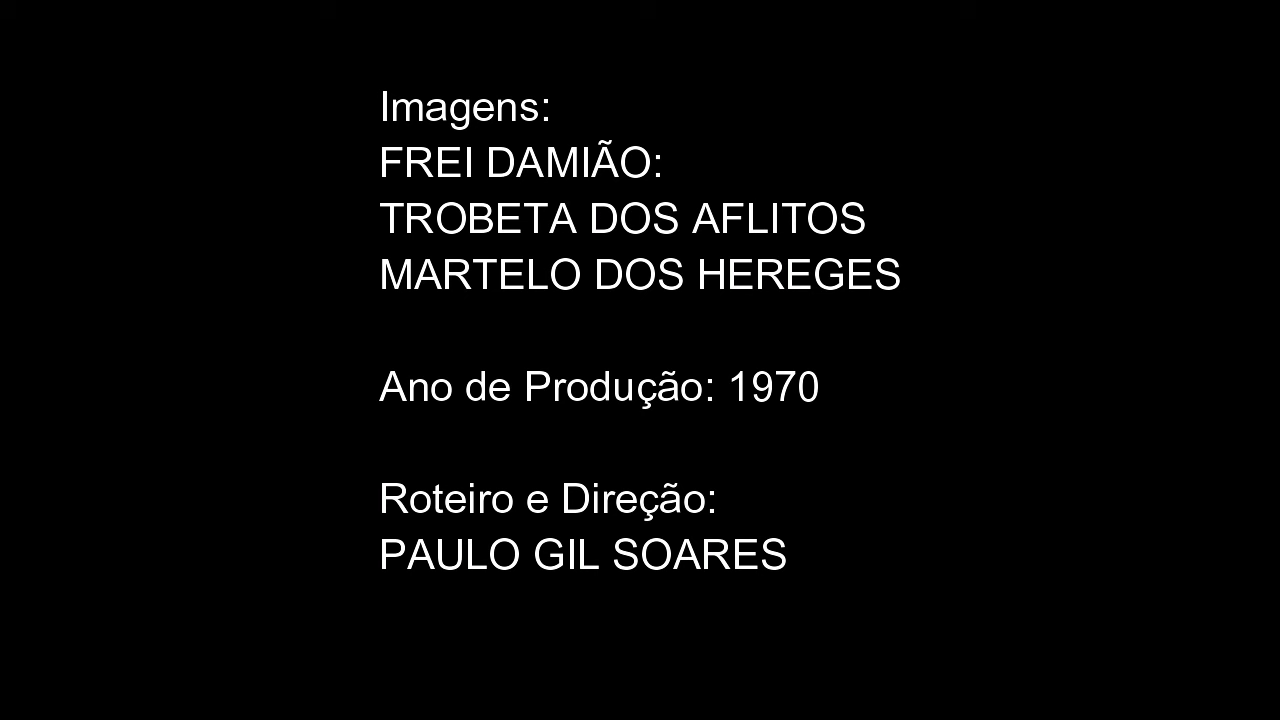 Imagens:
FREI DAMIÃO:
TROBETA DOS AFLITOS
MARTELO DOS HEREGES
Ano de Produção: 1970
Roteiro e Direção:
PAULO GIL SOARES